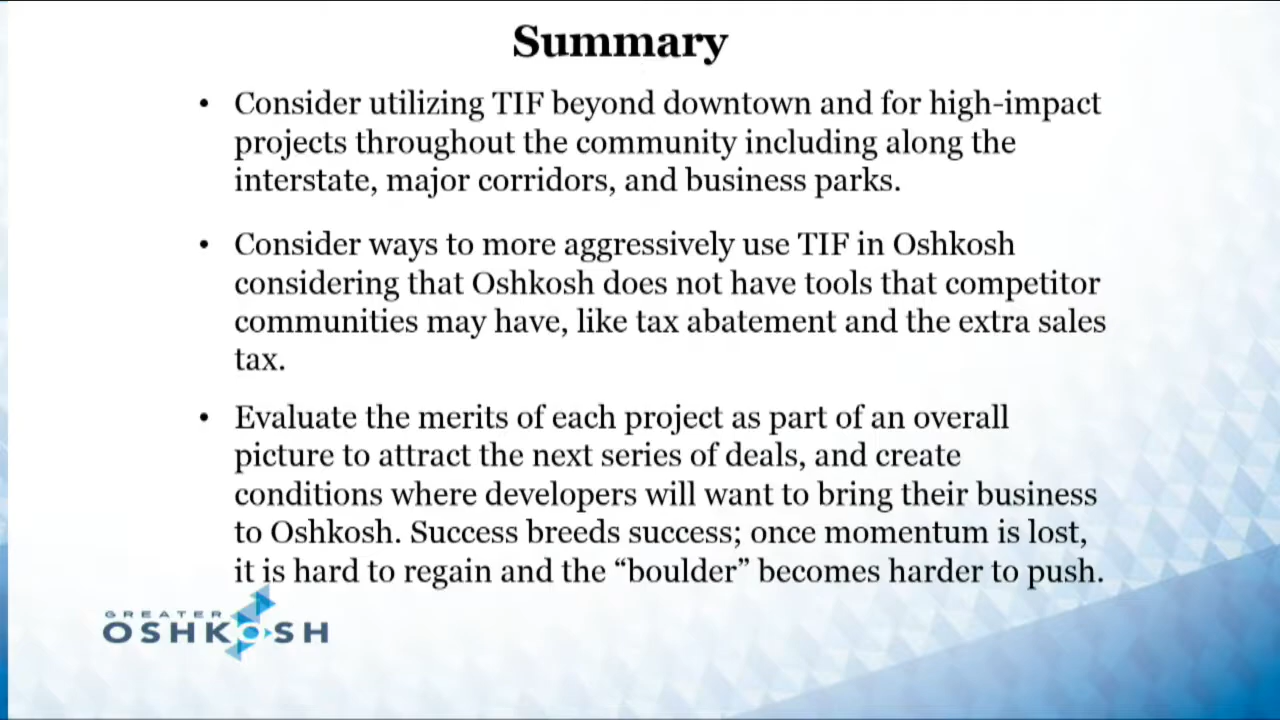 Summary
• Consider utilizing TIF beyond downtown and for high-impact
projects throughout the community including along the
interstate, major corridors, and business parks.
• Consider ways to more aggressively use TIF in Oshkosh
considering that Oshkosh does not have tools that competitor
communities may have, like tax abatement and the extra sales
tax.
• Evaluate the merits of each project as part of an overall
picture to attract the next series of deals, and create
conditions where developers will want to bring their business
to Oshkosh. Success breeds success; once momentum is lost,
it is hard to regain and the “boulder” becomes harder to push.
GREATER
OSHKOSH